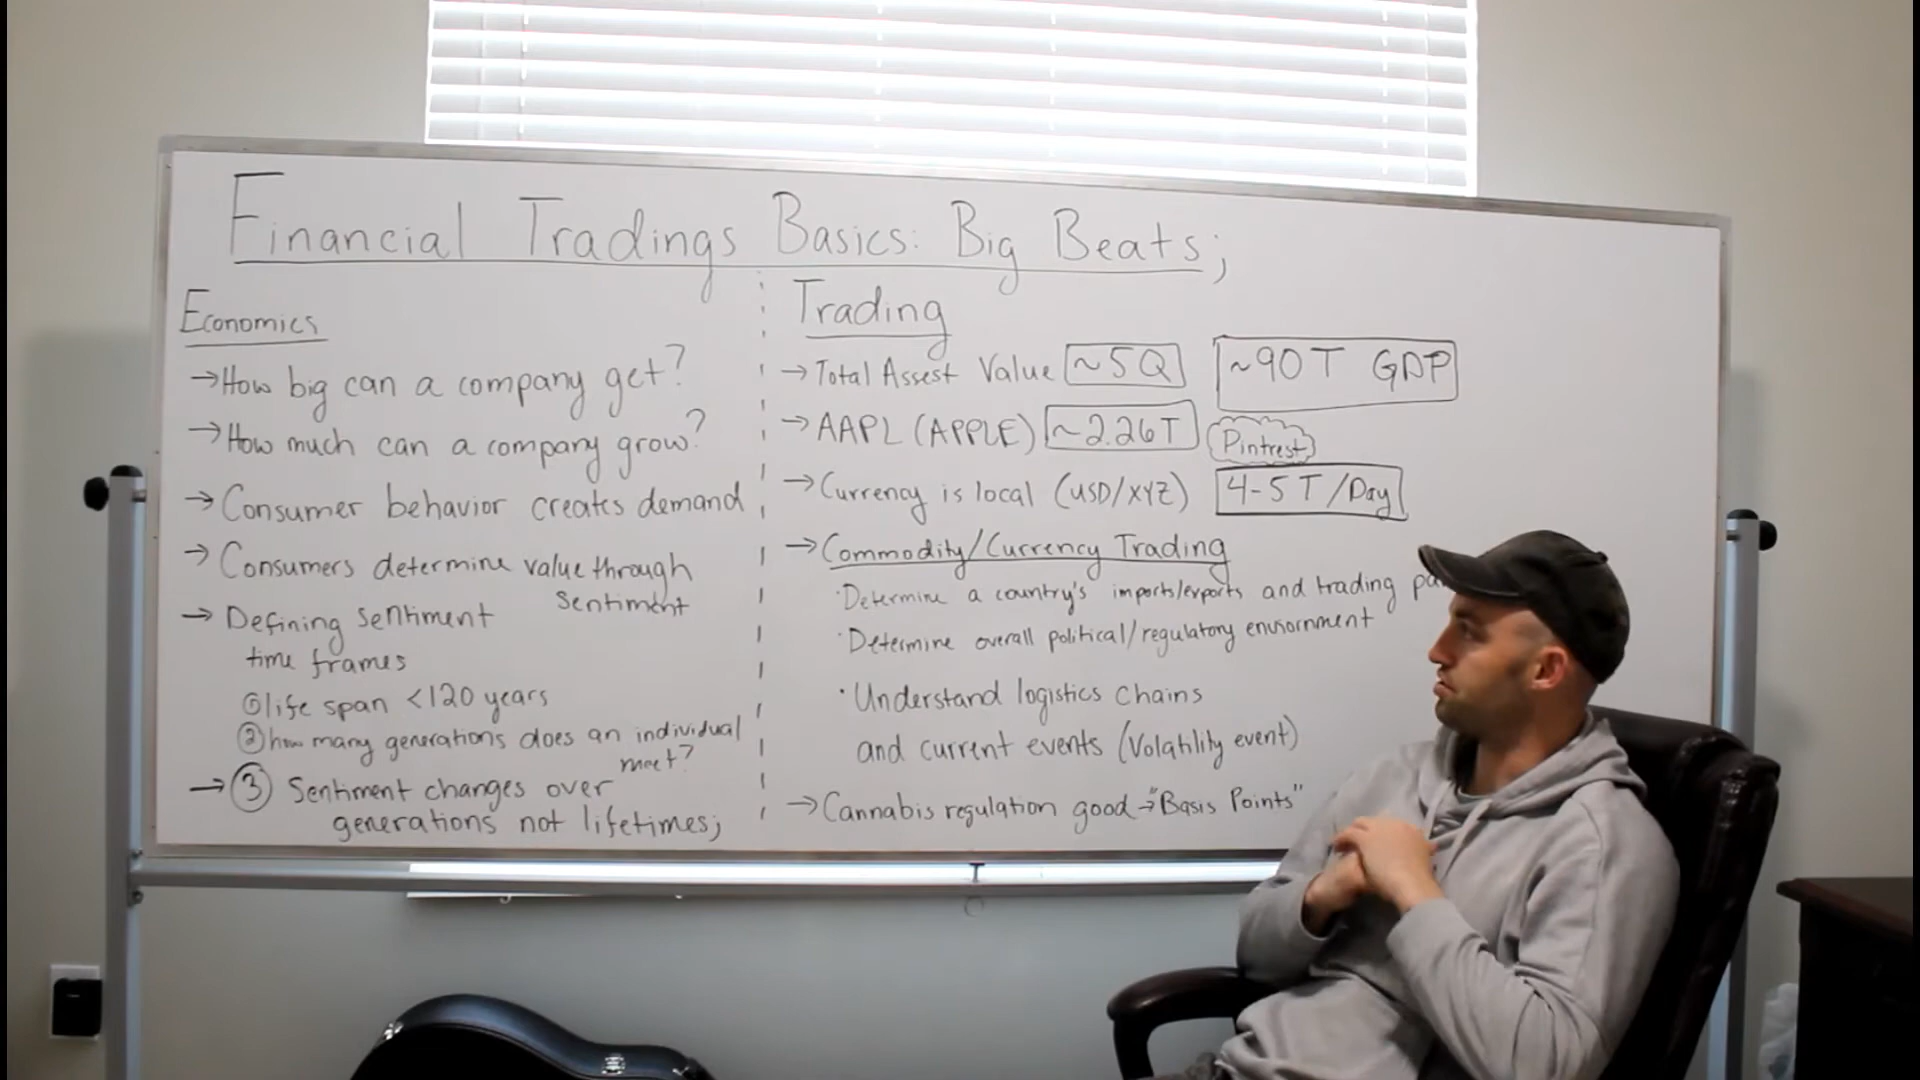 Financial Tradings Basics: Big Beats;
Economics
→ How big can a company get?
→ How much can a company grow?
→ Consumer behavior creates demand
→ Consumers determine value through
sentiment
→ Defining sentiment
time frames
① life span <120 years
② how many generations does an individual
meet?
→ ③ Sentiment changes over
generations not lifetimes;
Trading
→ Total Assest Value ~5Q ~90T GDP
→ AAPL (APPLE) ~2.26T Pintrest
→ Currency is local (USD/XYZ) 4-5T/Day
→ Commodity/Currency Trading
· Determine a country's imports/exports and trading
· Determine overall political/regulatory
· Understand logistics chains
and current events (Volatility event)
→ Cannabis regulation good → "Basis Points"